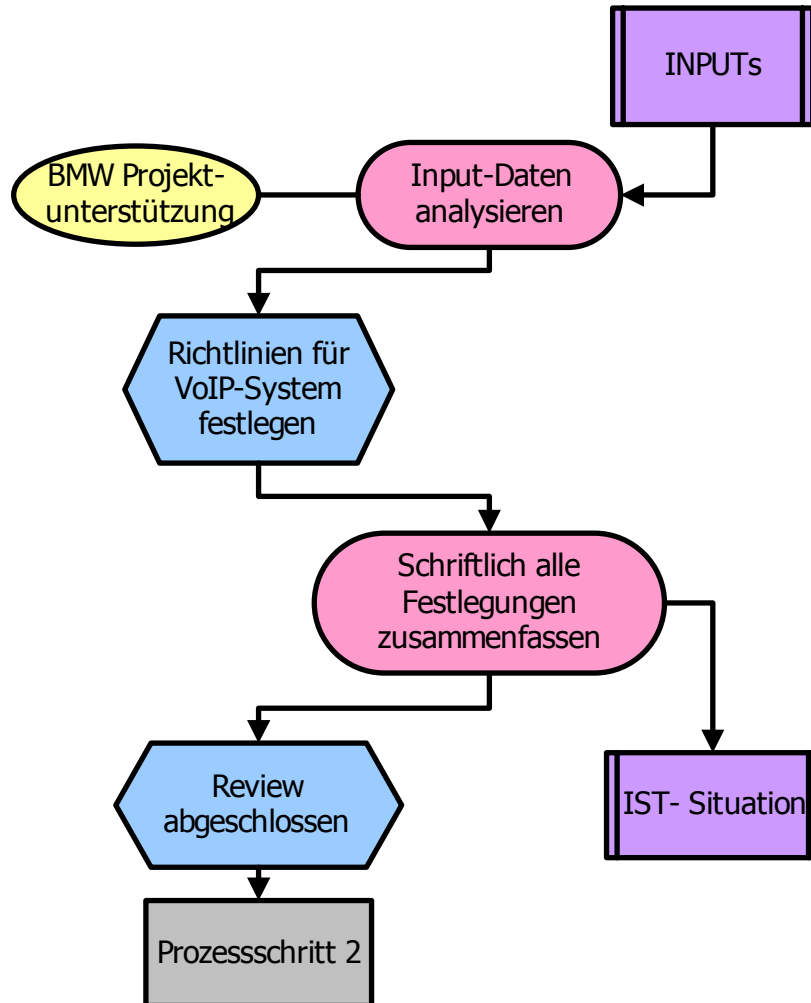 INPUTs
BMW Projekt-
unterstützung
Input-Daten
analysieren
Richtlinien für
VoIP-System
festlegen
Schriftlich alle
Festlegungen
zusammenfassen
Review
abgeschlossen
IST- Situation
Prozessschritt 2